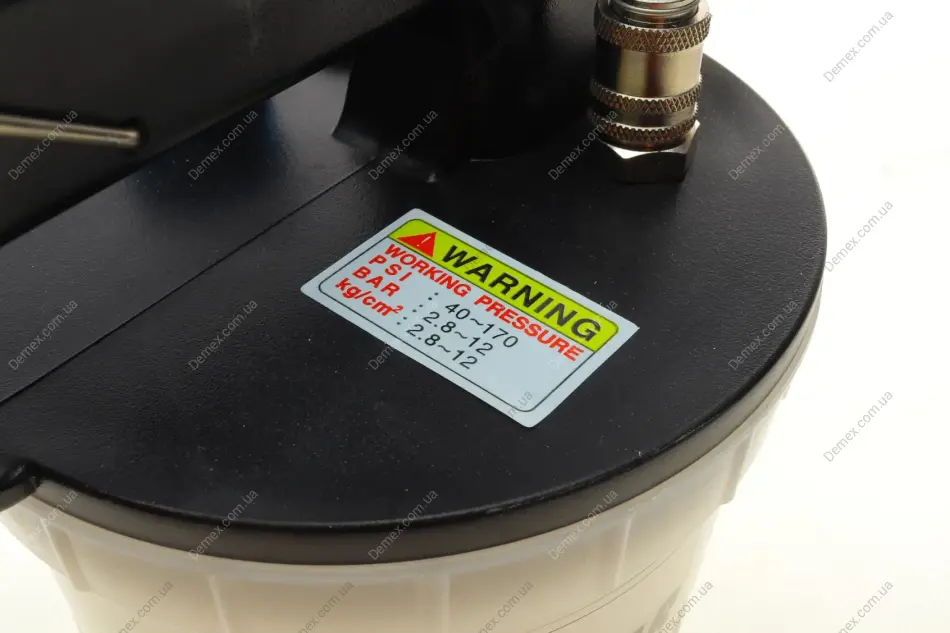 WARNING
WORKING PRESSURE
PSI : 40~170
BAR : 2.8~12
kg/cm² : 2.8~12
Demex.com.ua